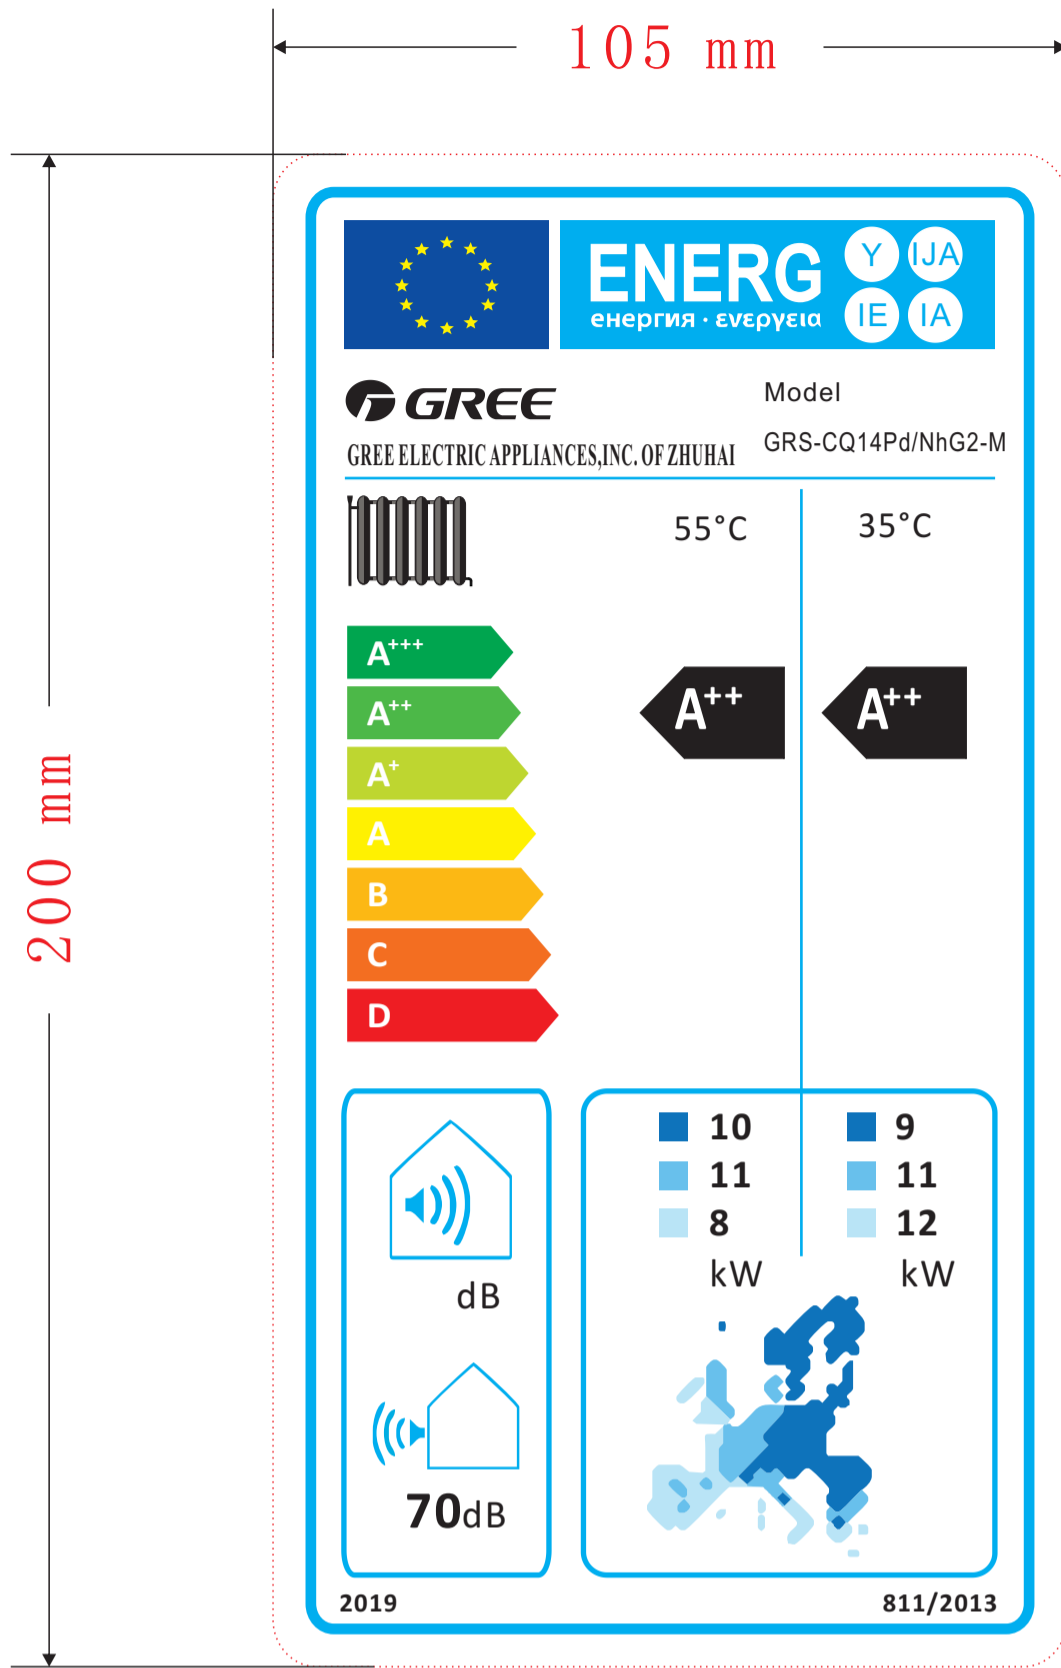 105 mm
200 mm
ENERG
енергия · ενεργεια
Y IJA
IE IA
GREE
GREE ELECTRIC APPLIANCES,INC. OF ZHUHAI
Model
GRS-CQ14Pd/NhG2-M
55°C
35°C
A+++
A++
A+
A
B
C
D
A++
A++
dB
70dB
10
11
8
kW
9
11
12
kW
2019
811/2013